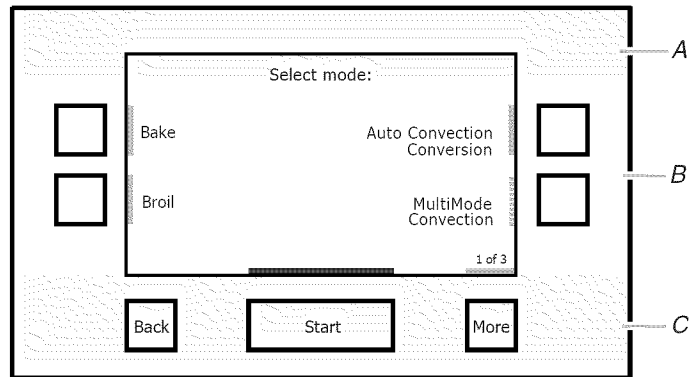 Select mode:
A
Bake
Auto Convection
Conversion
B
Broil
MultiMode
Convection
1 of 3
Back
Start
More
C